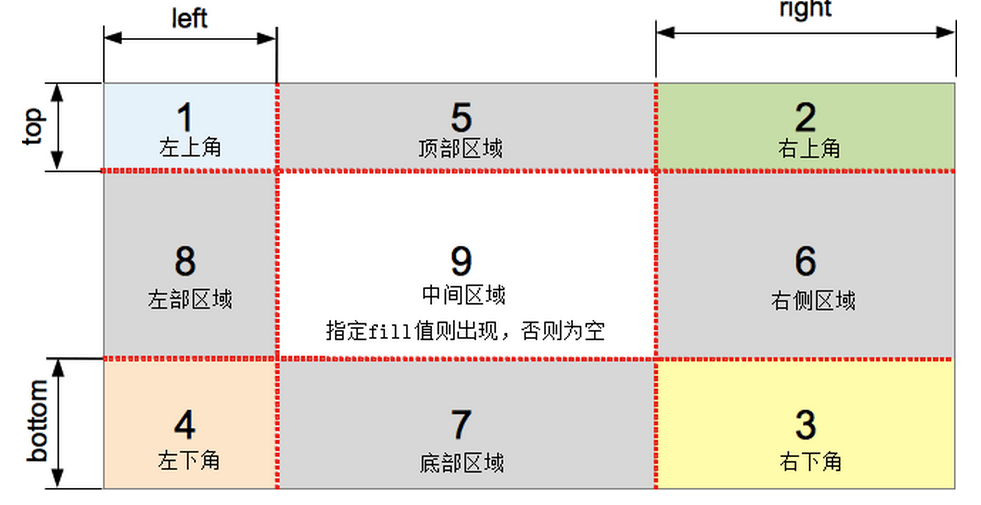 left
right
top
1
左上角
5
顶部区域
2
右上角
8
左部区域
9
中间区域
指定fill值则出现，否则为空
6
右侧区域
bottom
4
左下角
7
底部区域
3
右下角